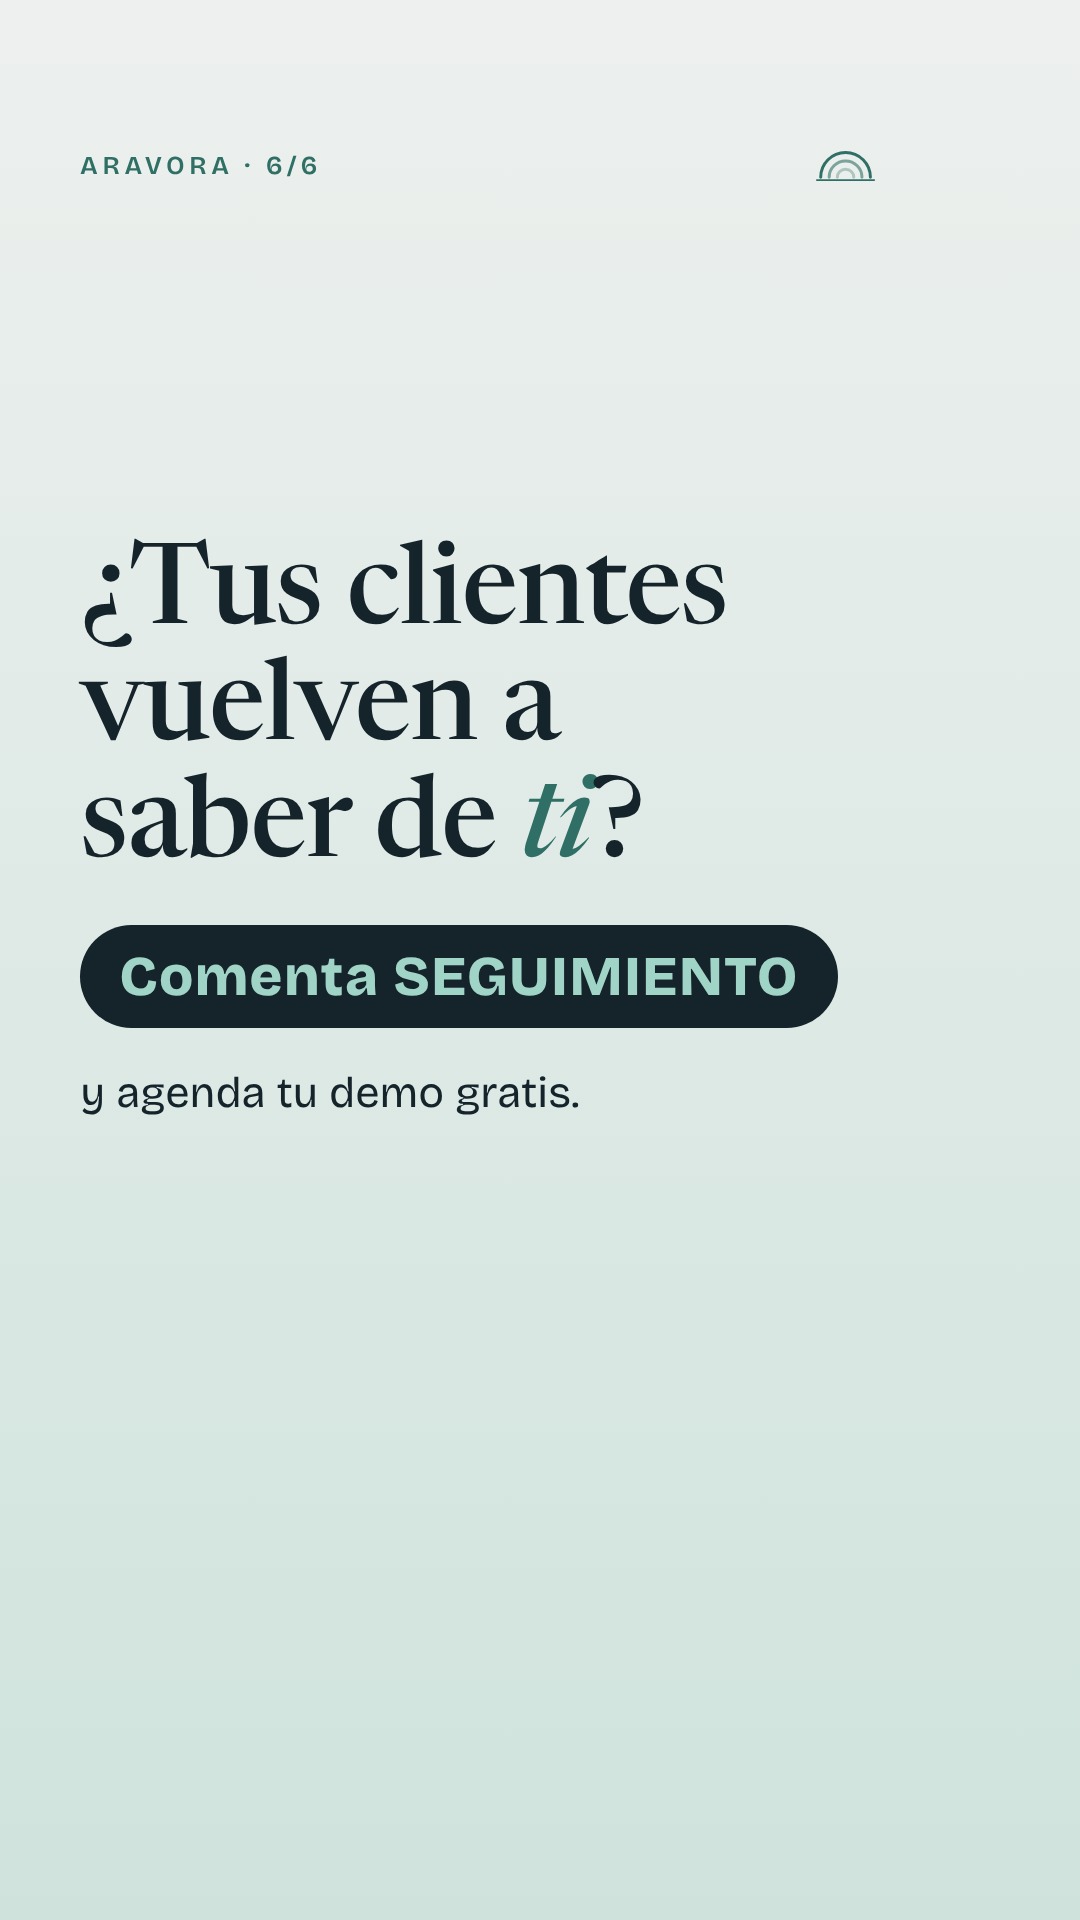 ARAVORA · 6/6
¿Tus clientes
vuelven a
saber de ti?
Comenta SEGUIMIENTO
y agenda tu demo gratis.